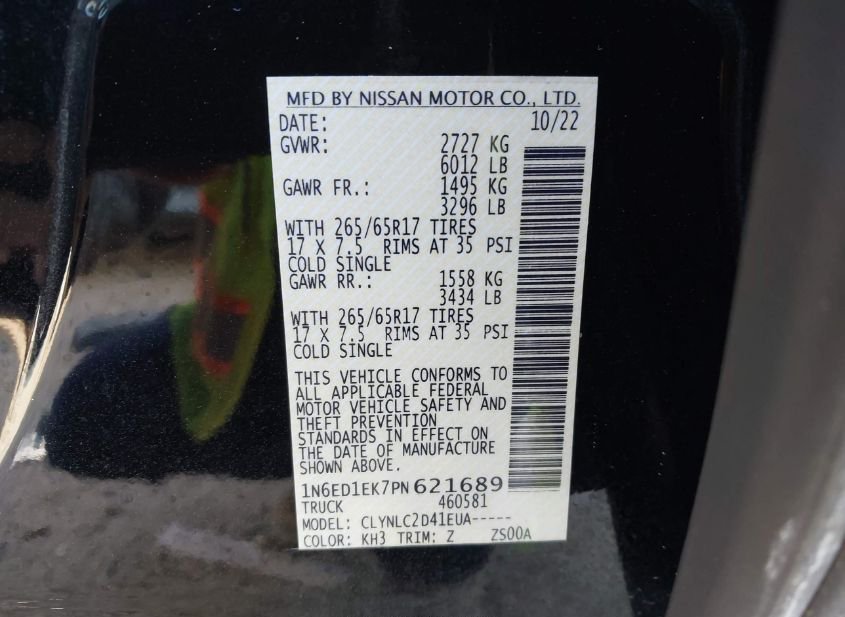 MFD BY NISSAN MOTOR CO., LTD.
DATE: 10/22
GVWR: 2727 KG
6012 LB
GAWR FR.: 1495 KG
3296 LB
WITH 265/65R17 TIRES
17 X 7.5 RIMS AT 35 PSI
COLD SINGLE
GAWR RR.: 1558 KG
3434 LB
WITH 265/65R17 TIRES
17 X 7.5 RIMS AT 35 PSI
COLD SINGLE
THIS VEHICLE CONFORMS TO
ALL APPLICABLE FEDERAL
MOTOR VEHICLE SAFETY AND
THEFT PREVENTION
STANDARDS IN EFFECT ON
THE DATE OF MANUFACTURE
SHOWN ABOVE.
1N6ED1EK7PN621689
TRUCK 460581
MODEL: CLYNLC2D41EUA-----
COLOR: KH3 TRIM: Z ZS00A